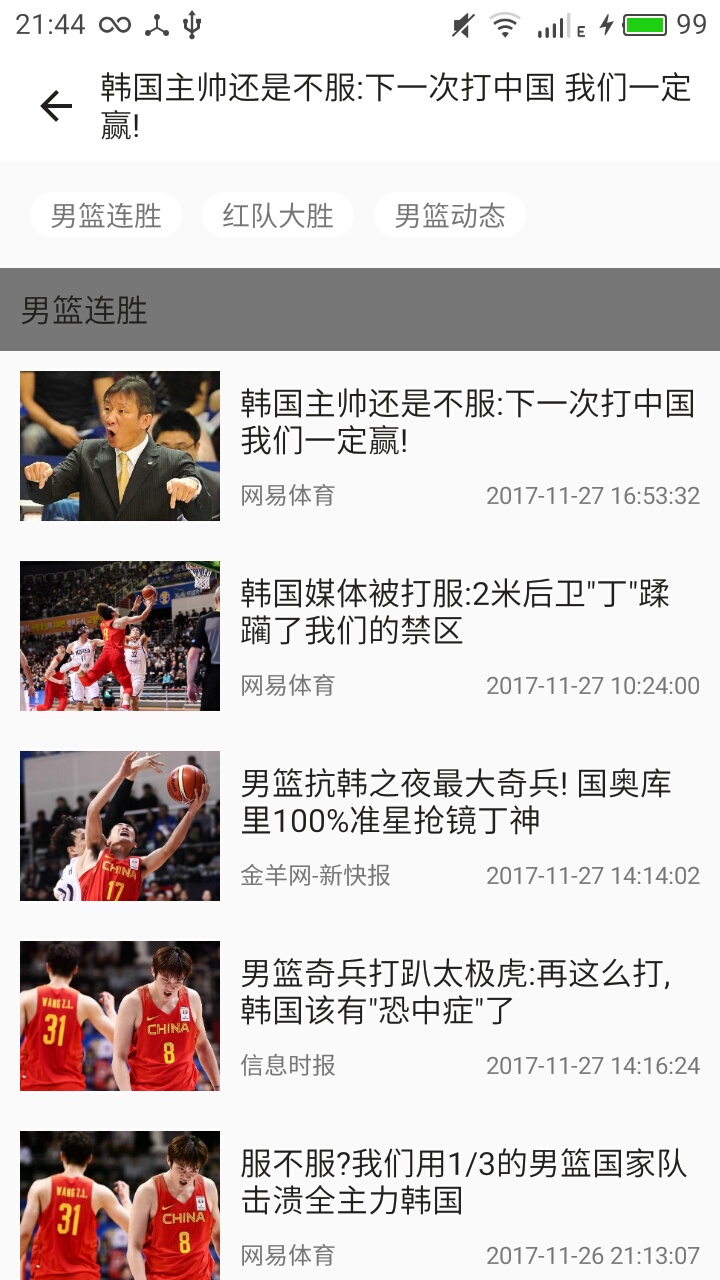 21:44
99
韩国主帅还是不服:下一次打中国 我们一定
赢!
男篮连胜
红队大胜
男篮动态
男篮连胜
韩国主帅还是不服:下一次打中国
我们一定赢!
网易体育
2017-11-27 16:53:32
韩国媒体被打服:2米后卫"丁"蹂
躏了我们的禁区
网易体育
2017-11-27 10:24:00
男篮抗韩之夜最大奇兵! 国奥库
里100%准星抢镜丁神
金羊网-新快报
2017-11-27 14:14:02
CHINA
17
男篮奇兵打趴太极虎:再这么打,
韩国该有"恐中症"了
信息时报
2017-11-27 14:16:24
WANG Z.L.
31
CHINA
8
服不服?我们用1/3的男篮国家队
击溃全主力韩国
网易体育
2017-11-26 21:13:07
WANG Z.L.
31
CHINA
8